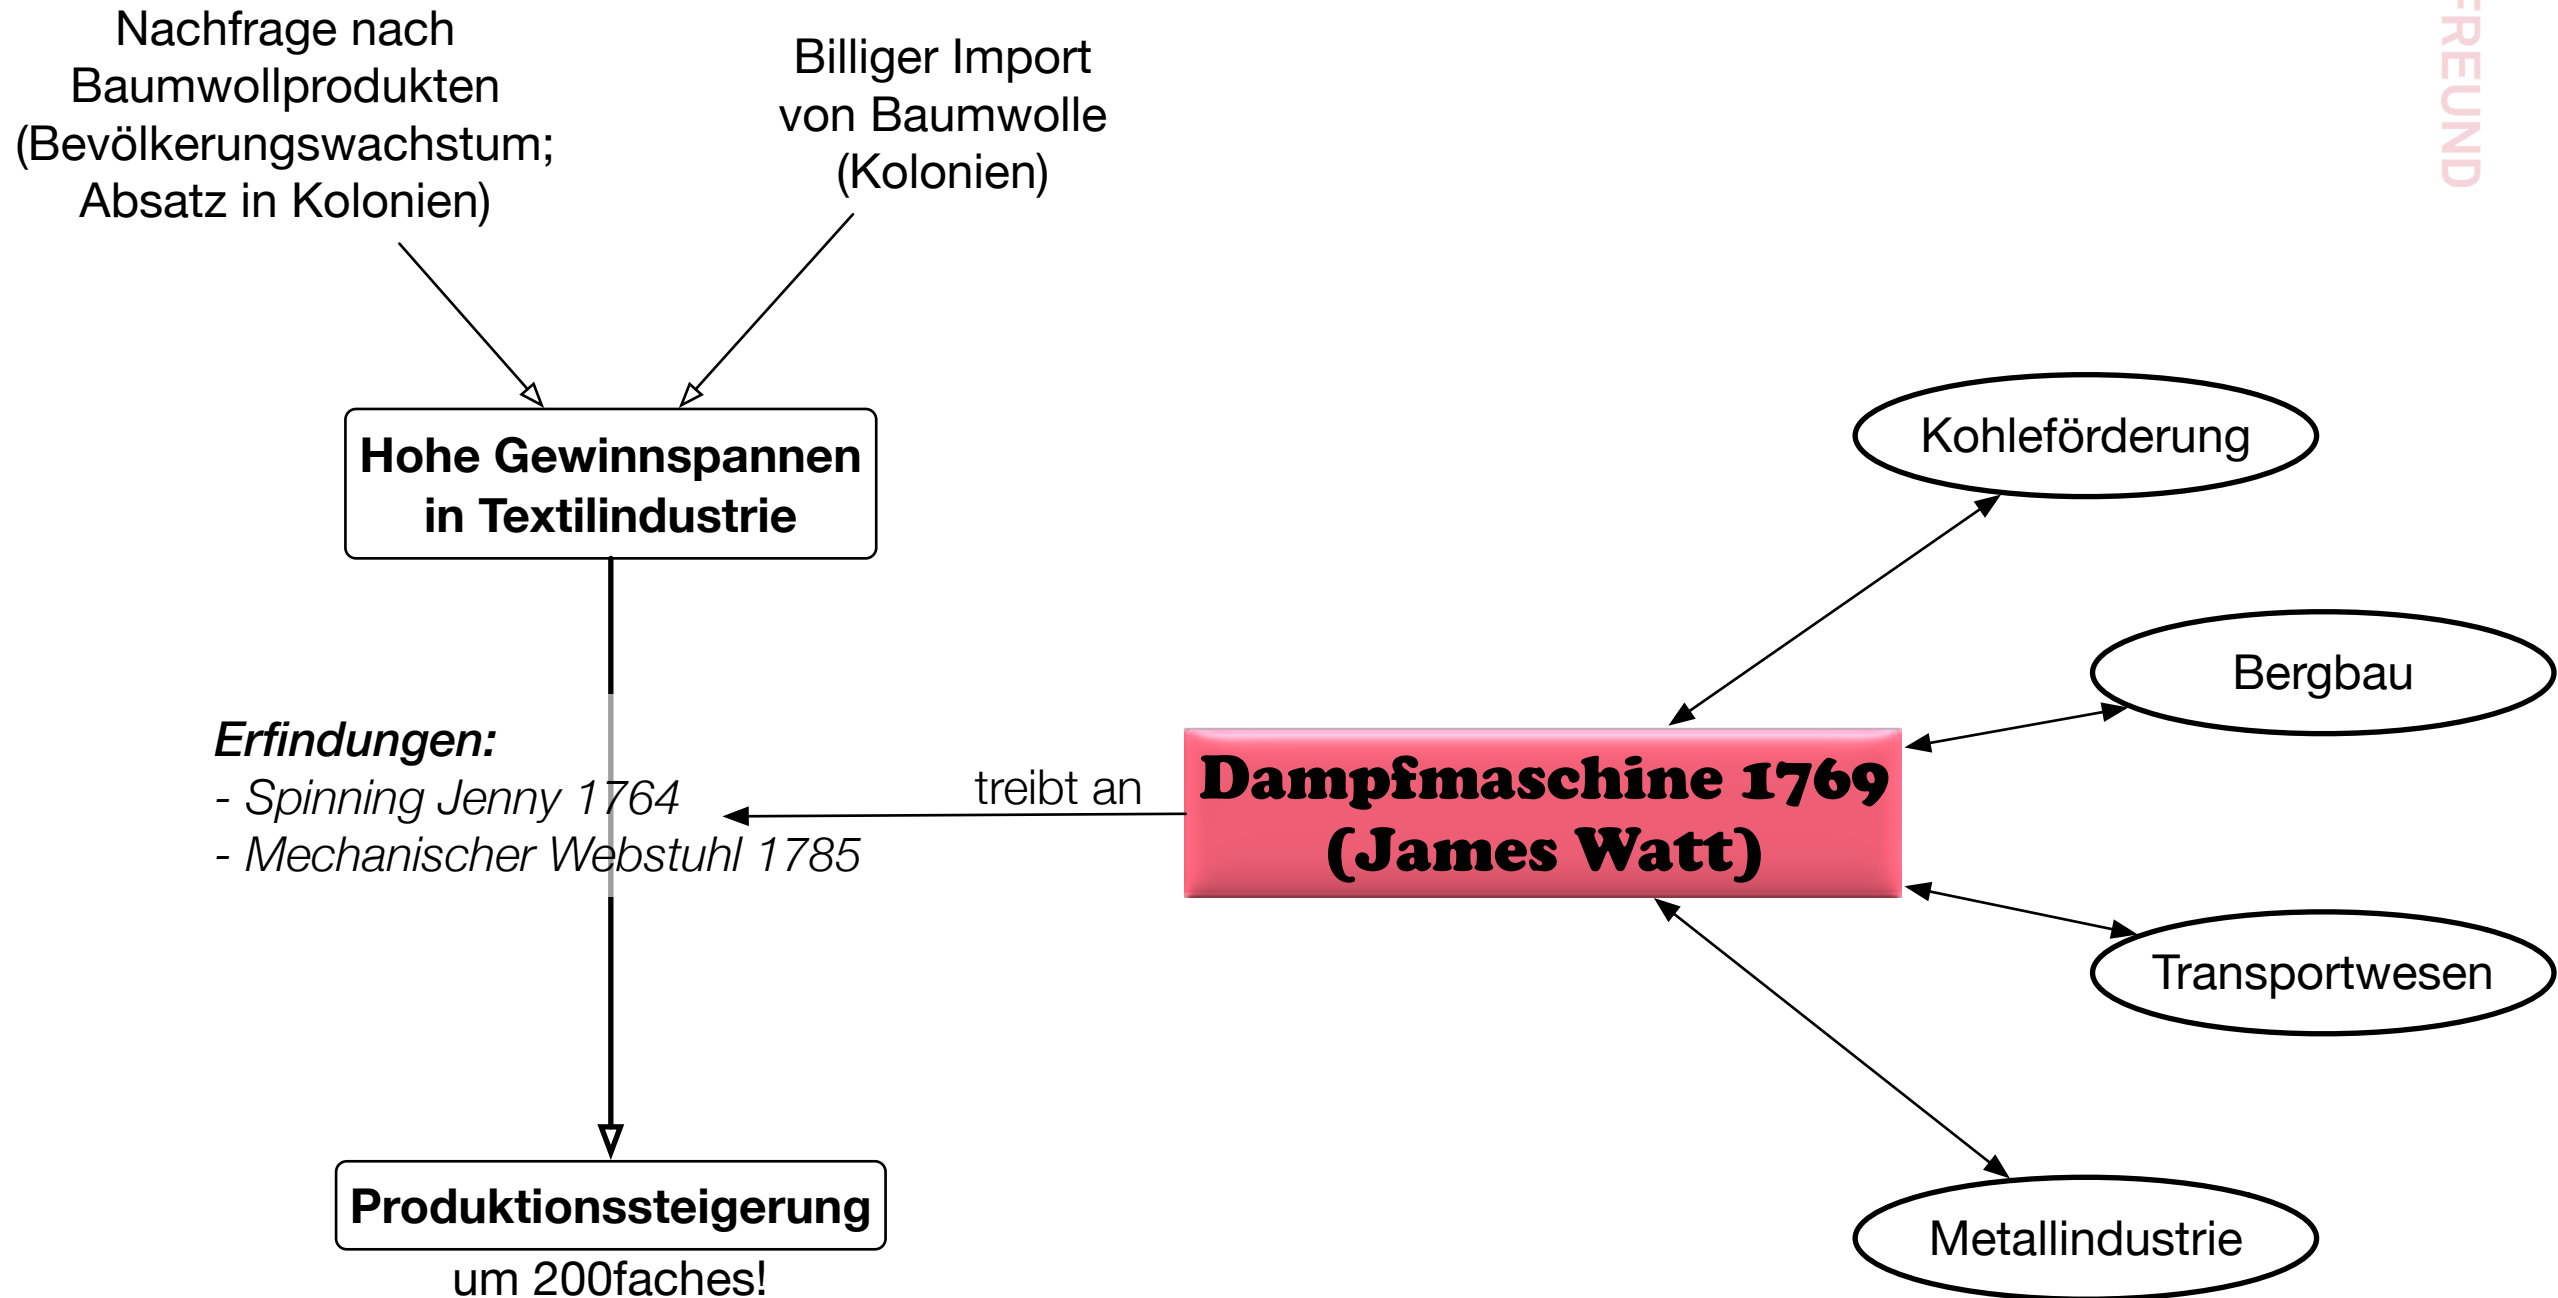 Nachfrage nach
Baumwollprodukten
(Bevölkerungswachstum;
Absatz in Kolonien)
Billiger Import
von Baumwolle
(Kolonien)
Hohe Gewinnspannen
in Textilindustrie
Erfindungen:
- Spinning Jenny 1764
- Mechanischer Webstuhl 1785
treibt an
Dampfmaschine 1769
(James Watt)
Kohleförderung
Bergbau
Transportwesen
Metallindustrie
Produktionssteigerung
um 200faches!
FREUND